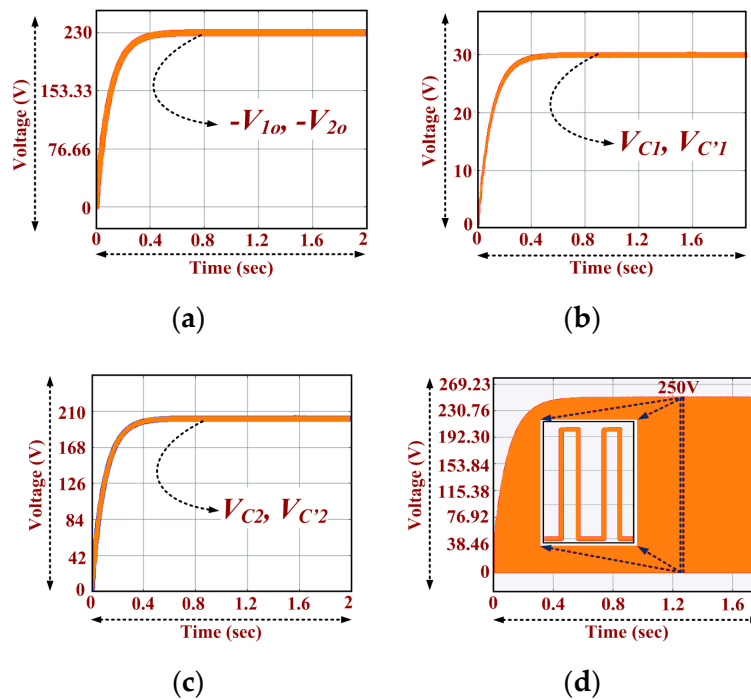 Voltage (V)
230
153.33
76.66
0
-V1o, -V2o
0 0.4 0.8 1.2 1.6 2
Time (sec)
(a)
Voltage (V)
30
20
10
0
VC1, VC'1
0 0.4 0.8 1.2 1.6
Time (sec)
(b)
Voltage (V)
210
168
126
84
42
0
VC2, VC'2
0 0.4 0.8 1.2 1.6 2
Time (sec)
(c)
Voltage (V)
269.23
230.76
192.30
153.84
115.38
76.92
38.46
0
250V
0 0.4 0.8 1.2 1.6
Time (sec)
(d)